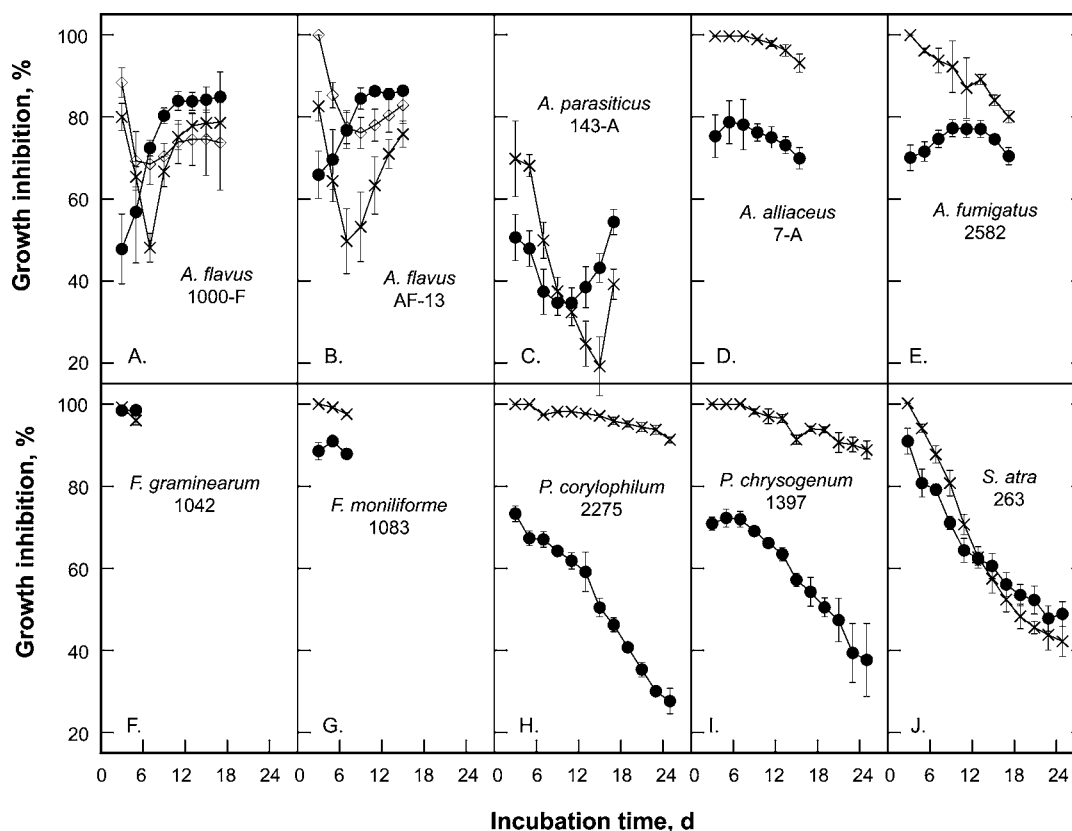 Growth inhibition, %
100
80
60
40
20
A. flavus
1000-F
A.
A. flavus
AF-13
B.
A. parasiticus
143-A
C.
A. alliaceus
7-A
D.
A. fumigatus
2582
E.
Growth inhibition, %
100
80
60
40
20
F. graminearum
1042
F.
F. moniliforme
1083
G.
P. corylophilum
2275
H.
P. chrysogenum
1397
I.
S. atra
263
J.
0 6 12 18 24
0 6 12 18 24
0 6 12 18 24
0 6 12 18 24
0 6 12 18 24
Incubation time, d